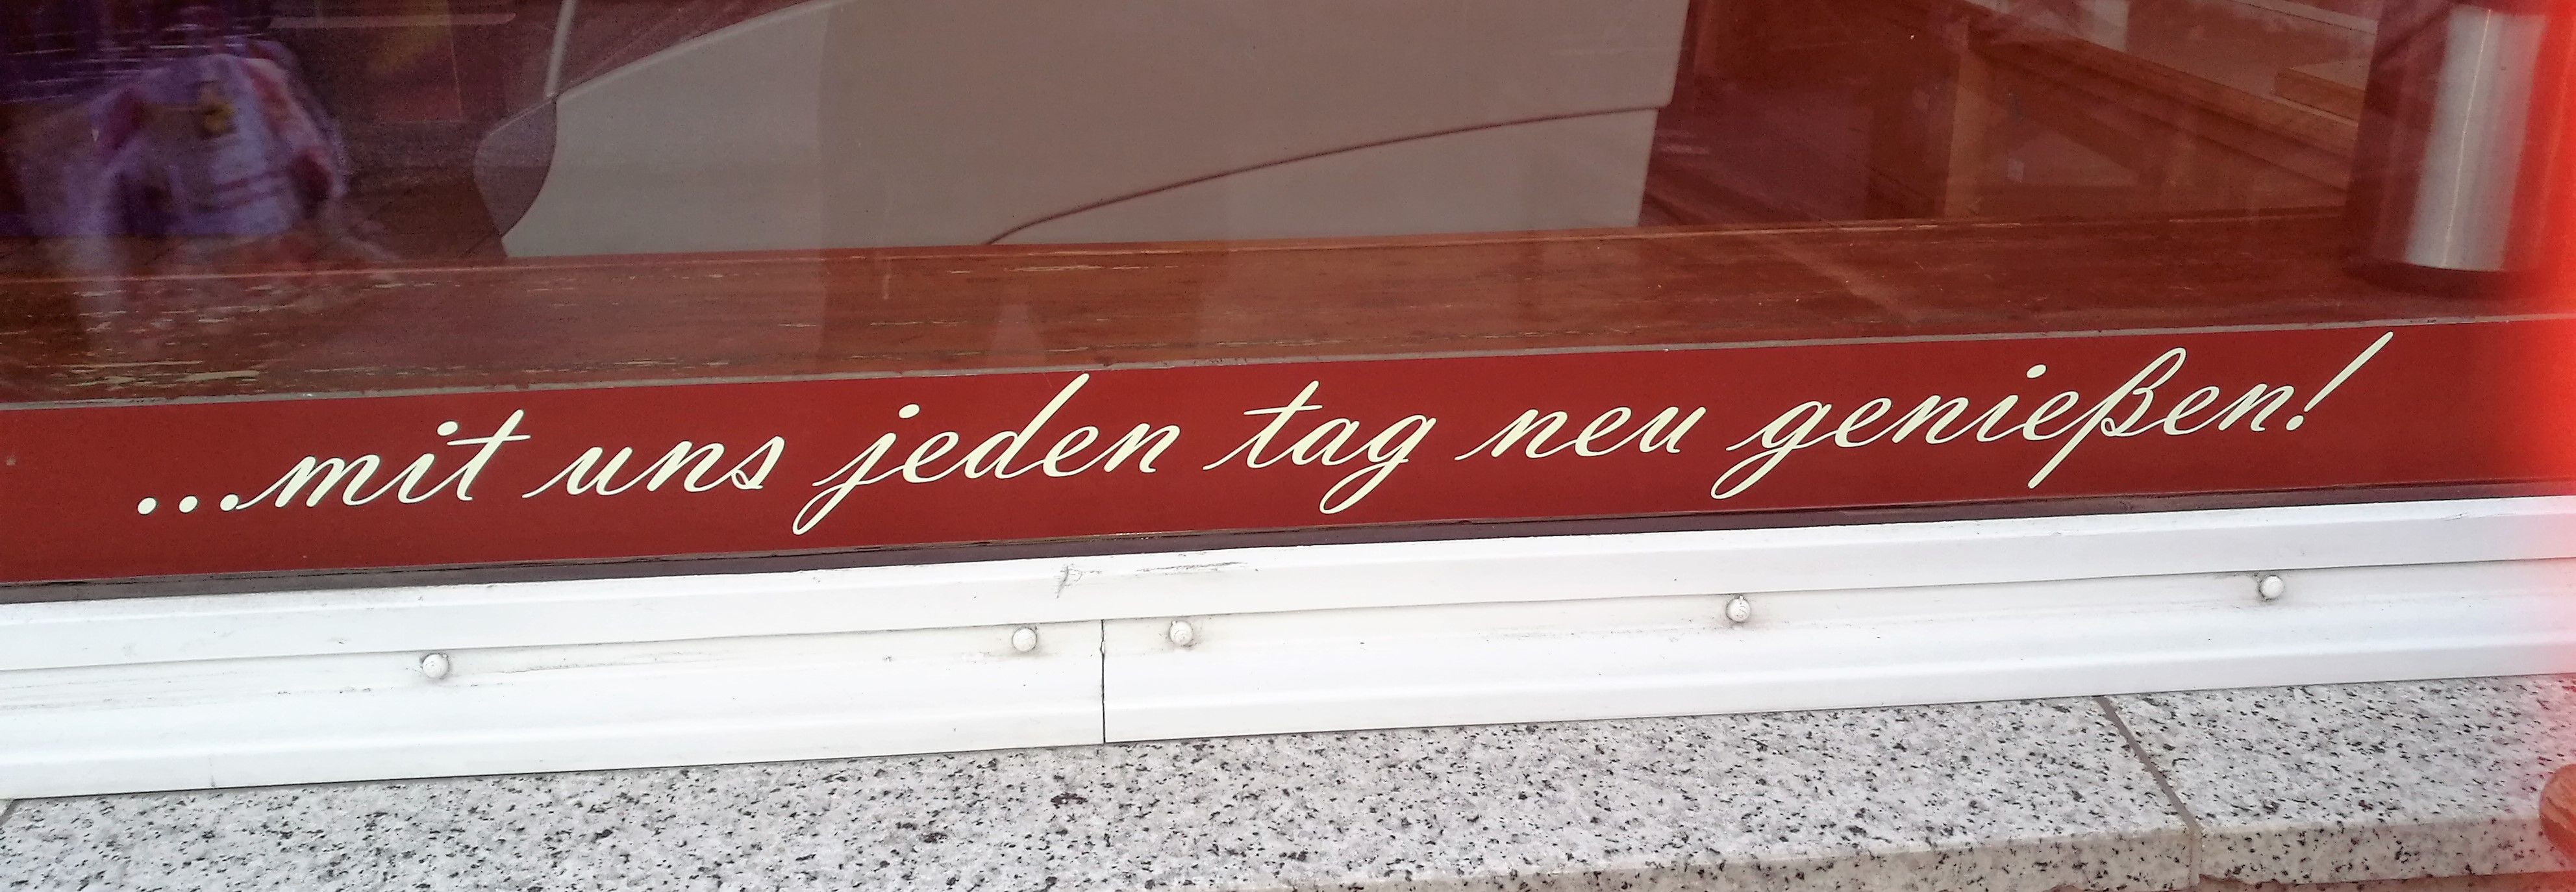 ...mit uns jeden tag neu genießen!